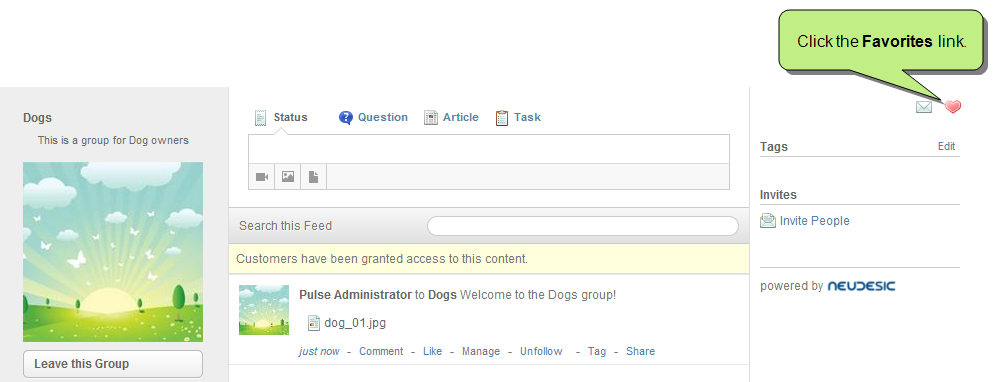 Click the Favorites link.
Dogs
This is a group for Dog owners
Leave this Group
Status Question Article Task
Search this Feed
Customers have been granted access to this content.
Pulse Administrator to Dogs Welcome to the Dogs group!
dog_01.jpg
just now - Comment - Like - Manage - Unfollow - Tag - Share
Tags Edit
Invites
Invite People
powered by NEUDESIC